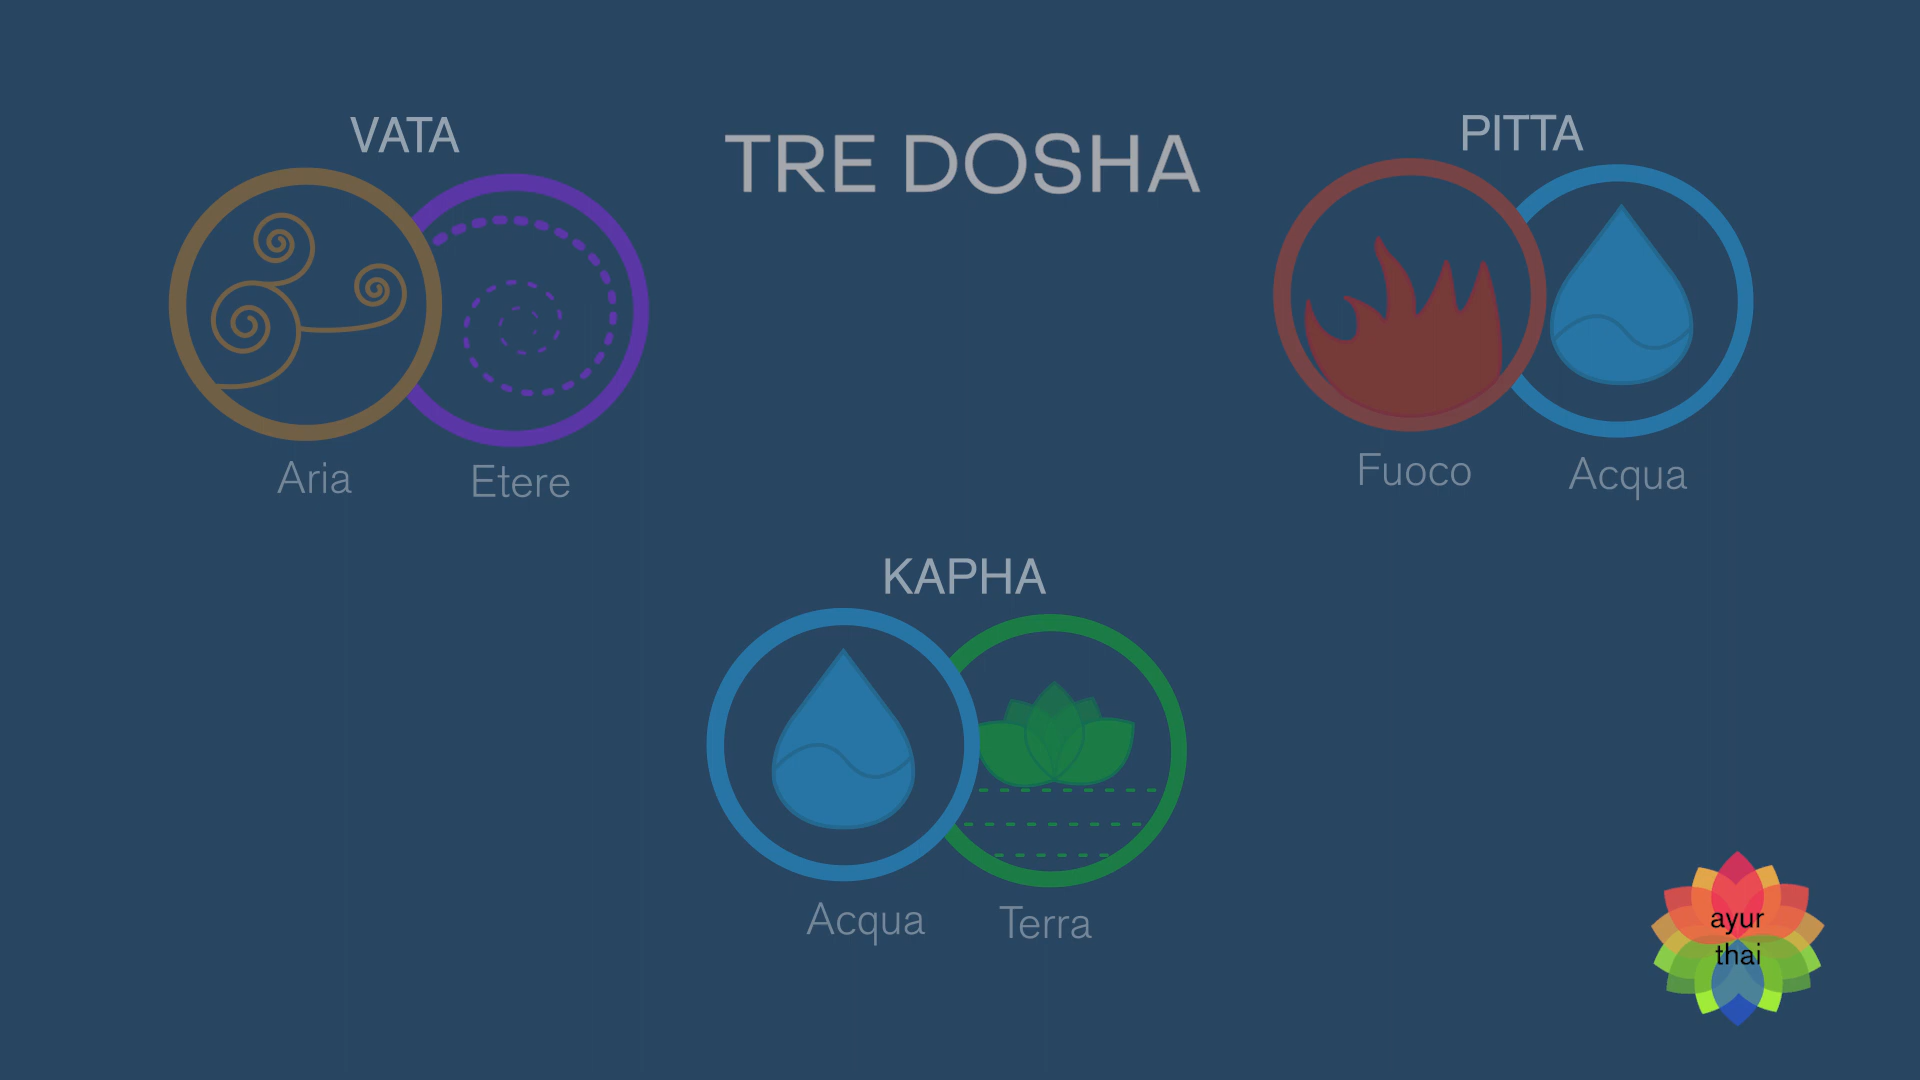 TRE DOSHA
VATA
Aria
Etere
PITTA
Fuoco
Acqua
KAPHA
Acqua
Terra
ayur
thai